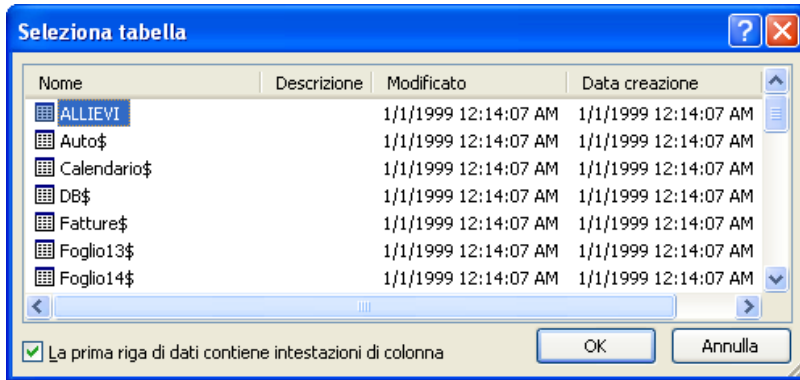 Seleziona tabella
Nome Descrizione Modificato Data creazione
ALLIEVI 1/1/1999 12:14:07 AM 1/1/1999 12:14:07 AM
Auto$ 1/1/1999 12:14:07 AM 1/1/1999 12:14:07 AM
Calendario$ 1/1/1999 12:14:07 AM 1/1/1999 12:14:07 AM
DB$ 1/1/1999 12:14:07 AM 1/1/1999 12:14:07 AM
Fatture$ 1/1/1999 12:14:07 AM 1/1/1999 12:14:07 AM
Foglio13$ 1/1/1999 12:14:07 AM 1/1/1999 12:14:07 AM
Foglio14$ 1/1/1999 12:14:07 AM 1/1/1999 12:14:07 AM
La prima riga di dati contiene intestazioni di colonna OK Annulla